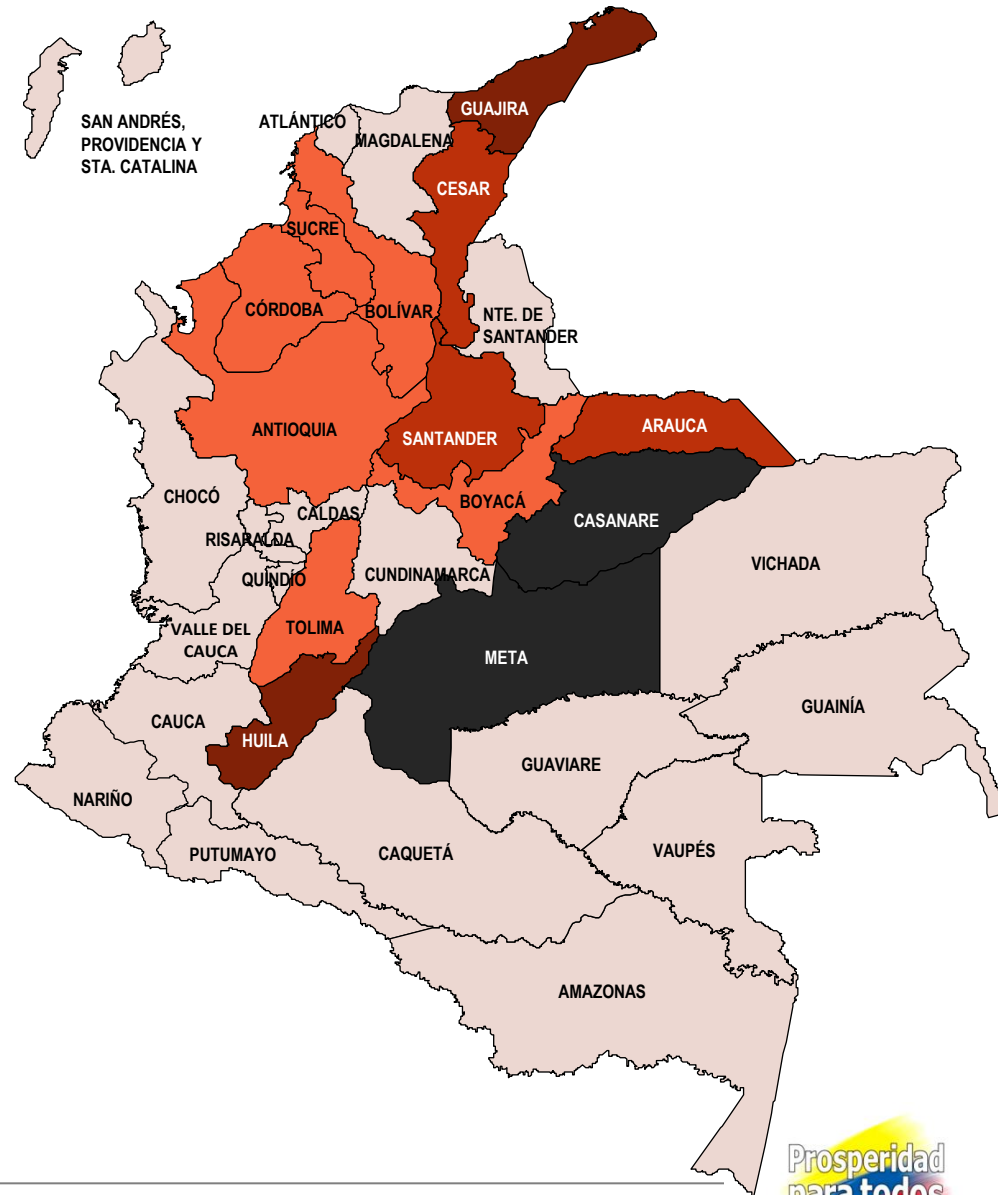 SAN ANDRÉS,
PROVIDENCIA Y
STA. CATALINA
ATLÁNTICO
MAGDALENA
GUAJIRA
CESAR
SUCRE
CÓRDOBA
BOLÍVAR
NTE. DE
SANTANDER
ANTIOQUIA
SANTANDER
ARAUCA
CHOCÓ
CALDAS
BOYACÁ
CASANARE
RISARALDA
QUINDÍO
CUNDINAMARCA
VICHADA
VALLE DEL
CAUCA
TOLIMA
META
CAUCA
HUILA
GUAINÍA
GUAVIARE
NARIÑO
PUTUMAYO
CAQUETÁ
VAUPÉS
AMAZONAS
Prosperidad
para todos